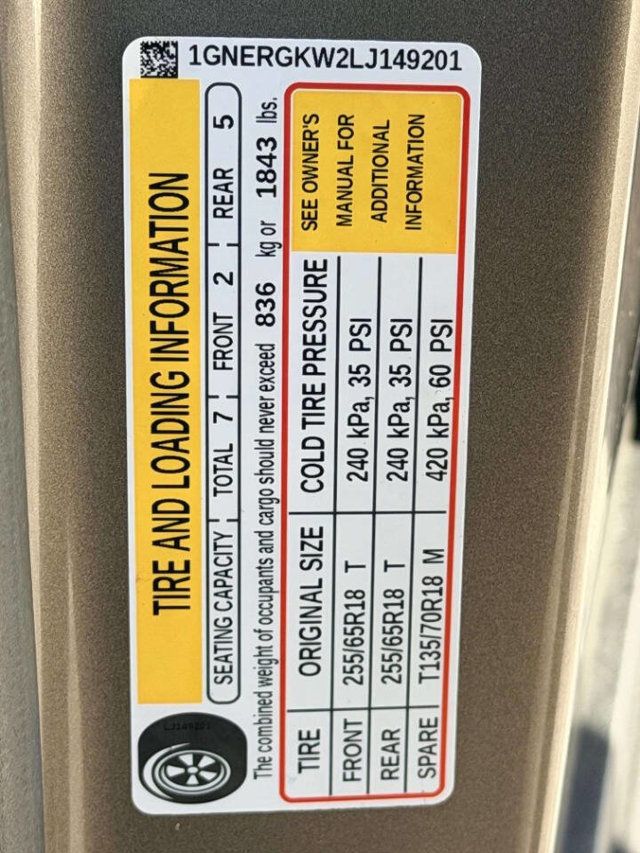 1GNERGKW2LJ149201
TIRE AND LOADING INFORMATION
SEATING CAPACITY TOTAL 7 FRONT 2 REAR 5
The combined weight of occupants and cargo should never exceed 836 kg or 1843 lbs.
TIRE ORIGINAL SIZE COLD TIRE PRESSURE
FRONT 255/65R18 T 240 kPa, 35 PSI
REAR 255/65R18 T 240 kPa, 35 PSI
SPARE T135/70R18 M 420 kPa, 60 PSI
SEE OWNER'S
MANUAL FOR
ADDITIONAL
INFORMATION
LJ149201